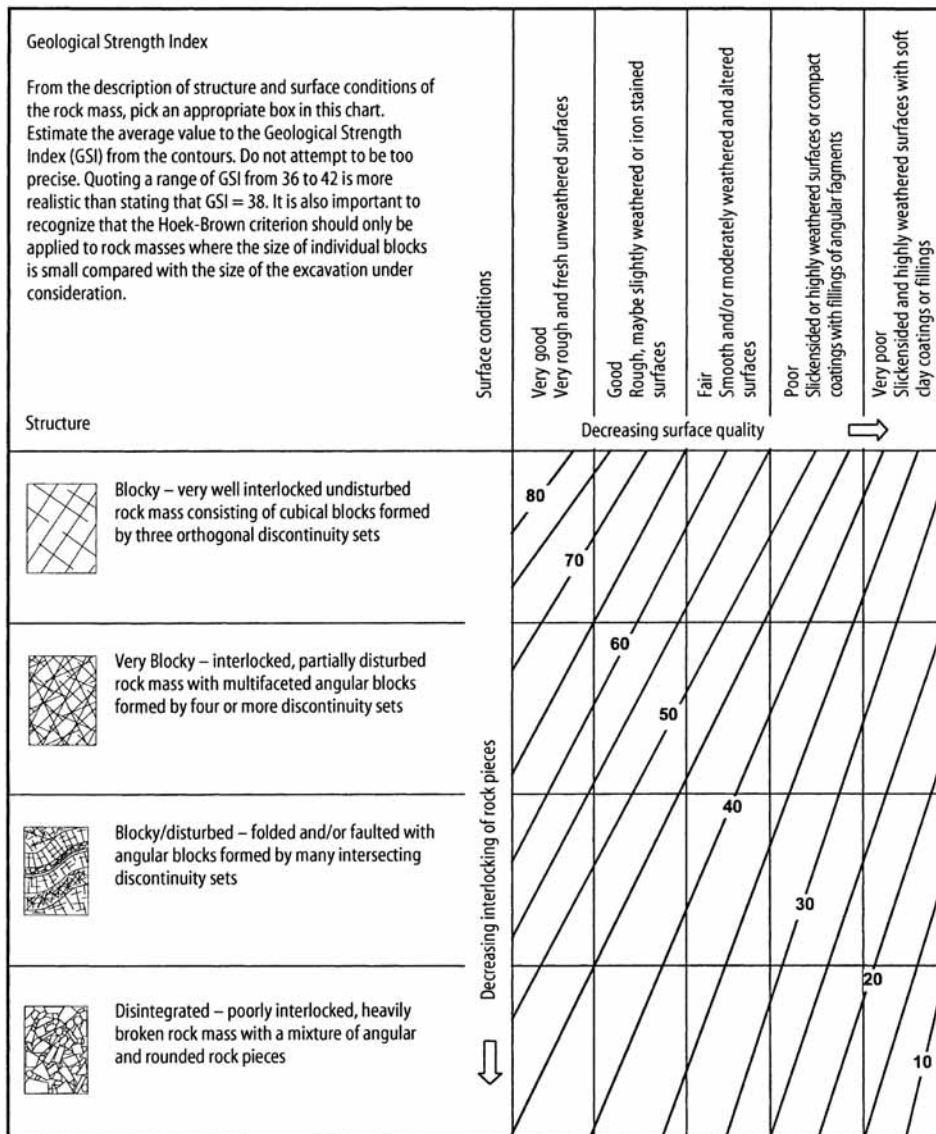 Geological Strength Index
From the description of structure and surface conditions of
the rock mass, pick an appropriate box in this chart.
Estimate the average value to the Geological Strength
Index (GSI) from the contours. Do not attempt to be too
precise. Quoting a range of GSI from 36 to 42 is more
realistic than stating that GSI = 38. It is also important to
recognize that the Hoek-Brown criterion should only be
applied to rock masses where the size of individual blocks
is small compared with the size of the excavation under
consideration.
Structure
Surface conditions
Very good
Very rough and fresh unweathered surfaces
Good
Rough, maybe slightly weathered or iron stained
surfaces
Fair
Smooth and/or moderately weathered and altered
surfaces
Poor
Slickensided or highly weathered surfaces or compact
coatings with fillings of angular fagments
Very poor
Slickensided and highly weathered surfaces with soft
clay coatings or fillings
Decreasing surface quality
Blocky – very well interlocked undisturbed
rock mass consisting of cubical blocks formed
by three orthogonal discontinuity sets
Very Blocky – interlocked, partially disturbed
rock mass with multifaceted angular blocks
formed by four or more discontinuity sets
Blocky/disturbed – folded and/or faulted with
angular blocks formed by many intersecting
discontinuity sets
Disintegrated – poorly interlocked, heavily
broken rock mass with a mixture of angular
and rounded rock pieces
Decreasing interlocking of rock pieces
80
70
60
50
40
30
20
10